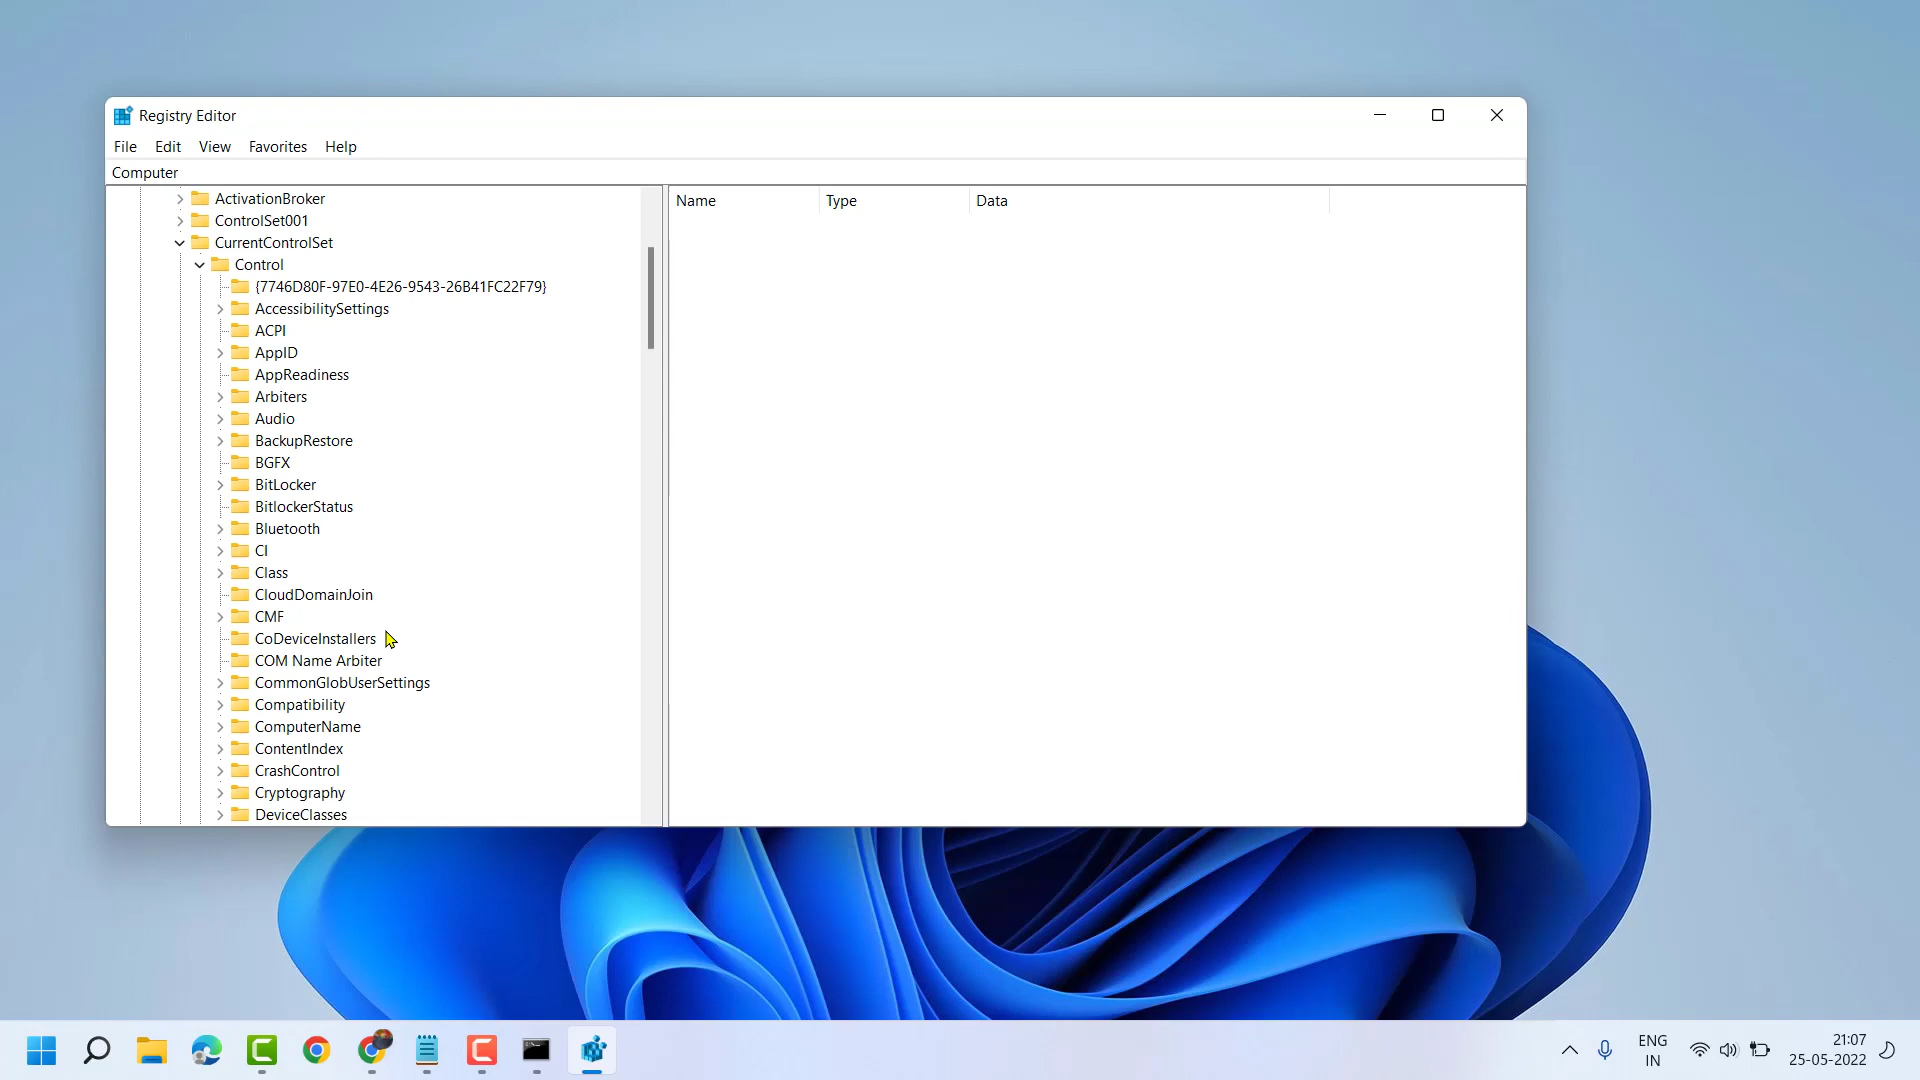 Registry Editor
File Edit View Favorites Help
Computer
ActivationBroker
ControlSet001
CurrentControlSet
Control
{7746D80F-97E0-4E26-9543-26B41FC22F79}
AccessibilitySettings
ACPI
AppID
AppReadiness
Arbiters
Audio
BackupRestore
BGFX
BitLocker
BitlockerStatus
Bluetooth
CI
Class
CloudDomainJoin
CMF
CoDeviceInstallers
COM Name Arbiter
CommonGlobUserSettings
Compatibility
ComputerName
ContentIndex
CrashControl
Cryptography
DeviceClasses
Name Type Data
ENG
IN
21:07
25-05-2022